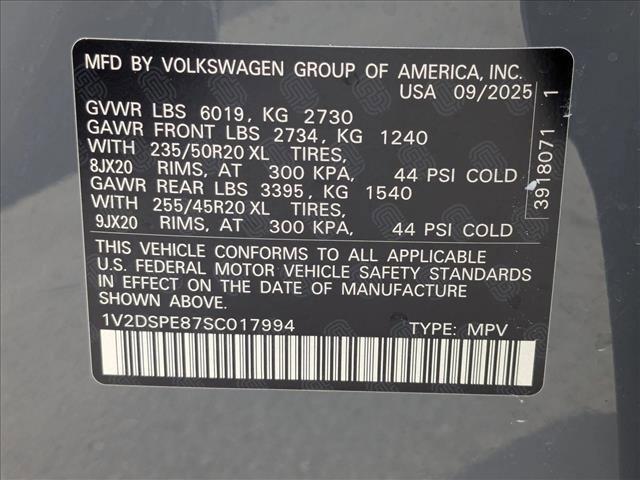 MFD BY VOLKSWAGEN GROUP OF AMERICA, INC.
USA 09/2025
GVWR LBS 6019, KG 2730
GAWR FRONT LBS 2734, KG 1240
WITH 235/50R20 XL TIRES,
8JX20 RIMS, AT 300 KPA, 44 PSI COLD
GAWR REAR LBS 3395, KG 1540
WITH 255/45R20 XL TIRES,
9JX20 RIMS, AT 300 KPA, 44 PSI COLD
THIS VEHICLE CONFORMS TO ALL APPLICABLE
U.S. FEDERAL MOTOR VEHICLE SAFETY STANDARDS
IN EFFECT ON THE DATE OF MANUFACTURE
SHOWN ABOVE.
1V2DSPE87SC017994 TYPE: MPV
3918071 1